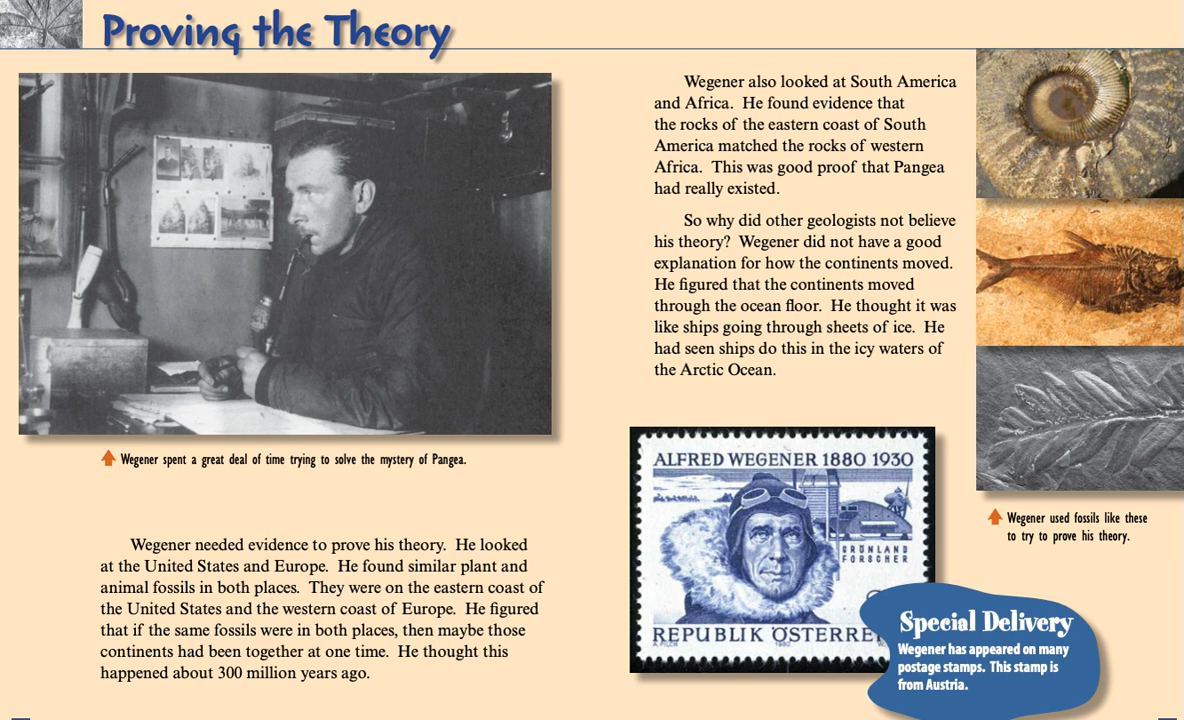 Proving the Theory
Wegener spent a great deal of time trying to solve the mystery of Pangea.
Wegener needed evidence to prove his theory. He looked
at the United States and Europe. He found similar plant and
animal fossils in both places. They were on the eastern coast of
the United States and the western coast of Europe. He figured
that if the same fossils were in both places, then maybe those
continents had been together at one time. He thought this
happened about 300 million years ago.
Wegener also looked at South America
and Africa. He found evidence that
the rocks of the eastern coast of South
America matched the rocks of western
Africa. This was good proof that Pangea
had really existed.
So why did other geologists not believe
his theory? Wegener did not have a good
explanation for how the continents moved.
He figured that the continents moved
through the ocean floor. He thought it was
like ships going through sheets of ice. He
had seen ships do this in the icy waters of
the Arctic Ocean.
ALFRED WEGENER 1880 1930
GRÖNLAND
FORSCHER
REPUBLIK ÖSTERRE
Special Delivery
Wegener has appeared on many
postage stamps. This stamp is
from Austria.
Wegener used fossils like these
to try to prove his theory.